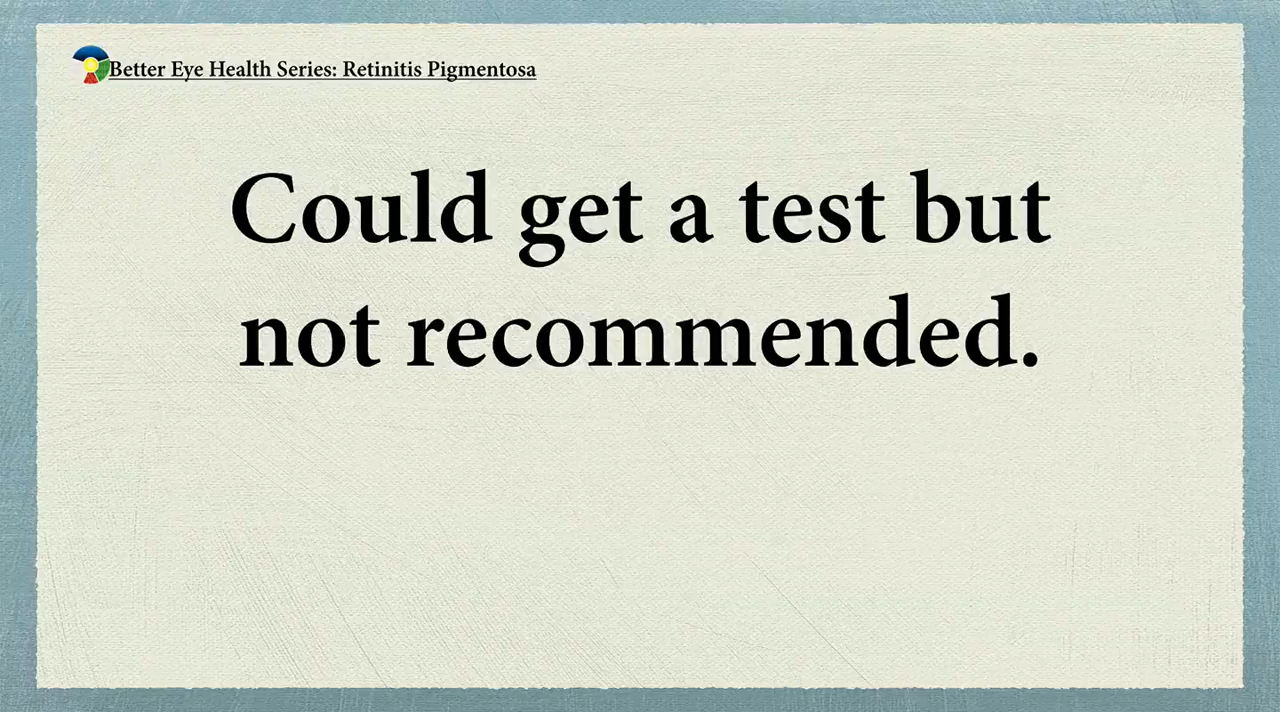 Better Eye Health Series: Retinitis Pigmentosa
Could get a test but
not recommended.